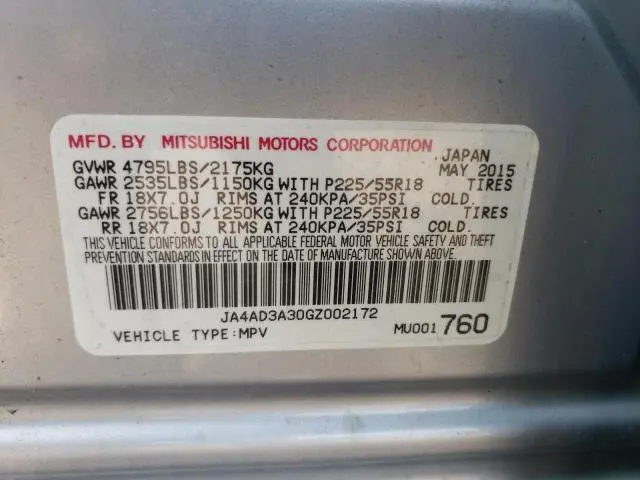 MFD. BY MITSUBISHI MOTORS CORPORATION
JAPAN
GVWR 4795LBS/2175KG MAY 2015
GAWR 2535LBS/1150KG WITH P225/55R18 TIRES
FR 18X7.0J RIMS AT 240KPA/35PSI COLD.
GAWR 2756LBS/1250KG WITH P225/55R18 TIRES
RR 18X7.0J RIMS AT 240KPA/35PSI COLD.
THIS VEHICLE CONFORMS TO ALL APPLICABLE FEDERAL MOTOR VEHICLE SAFETY AND THEFT
PREVENTION STANDARDS IN EFFECT ON THE DATE OF MANUFACTURE SHOWN ABOVE.
JA4AD3A30GZ002172
VEHICLE TYPE:MPV MU001 760